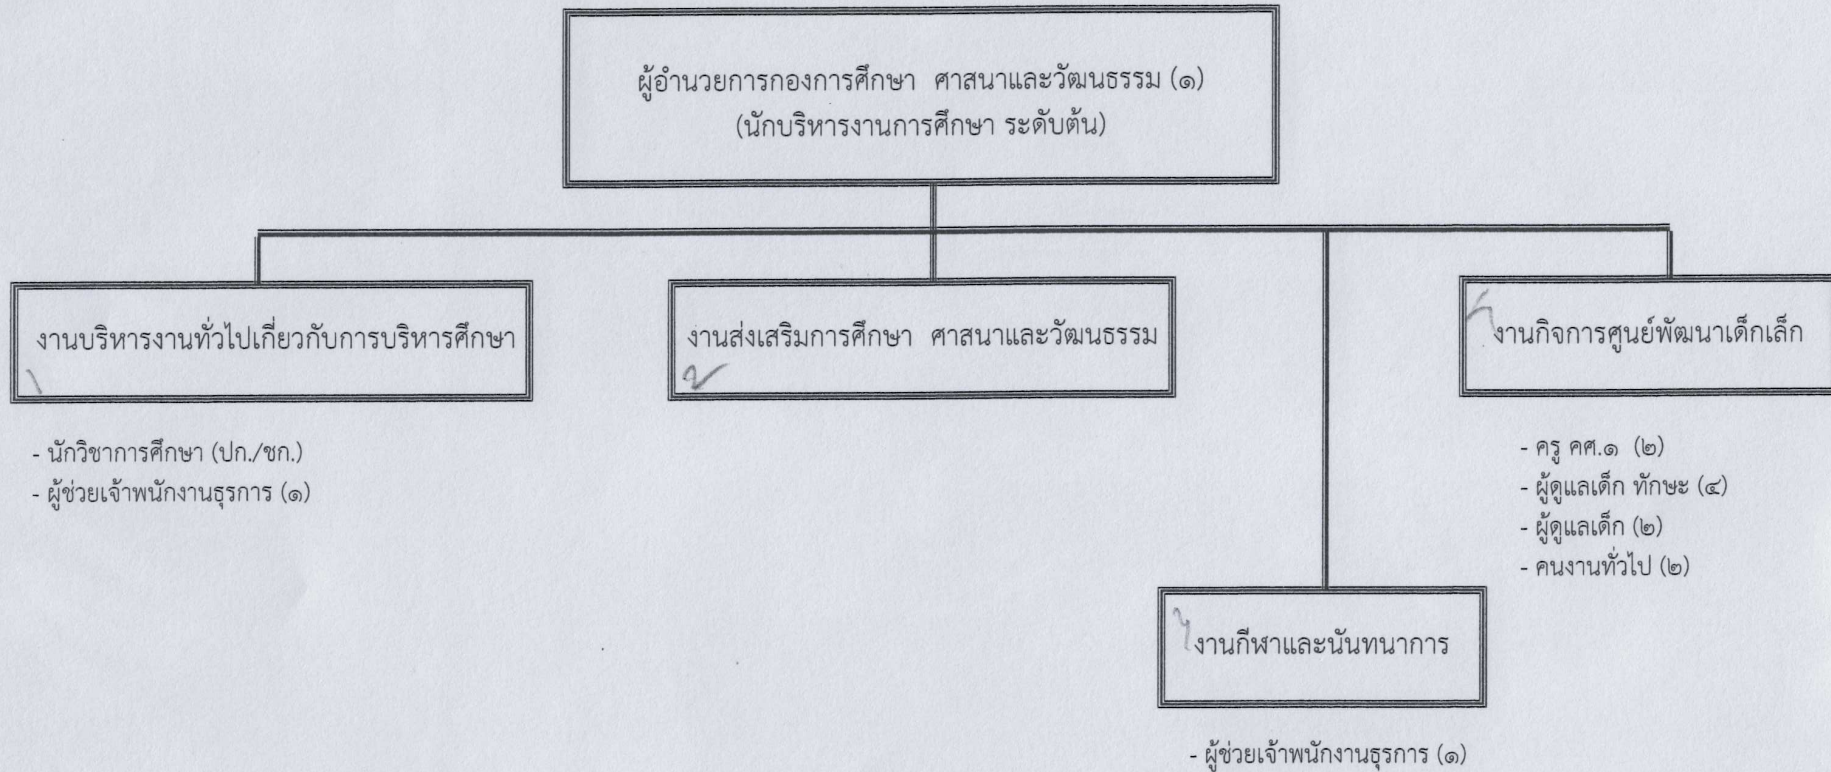 ผู้อำนวยการกองการศึกษา ศาสนาและวัฒนธรรม (๑)
(นักบริหารงานการศึกษา ระดับต้น)
งานบริหารงานทั่วไปเกี่ยวกับการบริหารศึกษา
- นักวิชาการศึกษา (ปก./ชก.)
- ผู้ช่วยเจ้าพนักงานธุรการ (๑)
งานส่งเสริมการศึกษา ศาสนาและวัฒนธรรม
งานกีฬาและนันทนาการ
- ผู้ช่วยเจ้าพนักงานธุรการ (๑)
งานกิจการศูนย์พัฒนาเด็กเล็ก
- ครู คศ.๑ (๒)
- ผู้ดูแลเด็ก ทักษะ (๔)
- ผู้ดูแลเด็ก (๒)
- คนงานทั่วไป (๒)